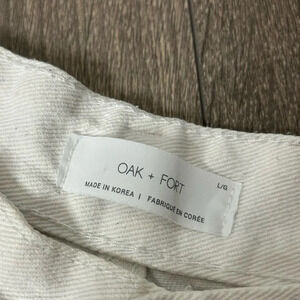 OAK + FORT
L/G
MADE IN KOREA | FABRIQUÉ EN CORÉE